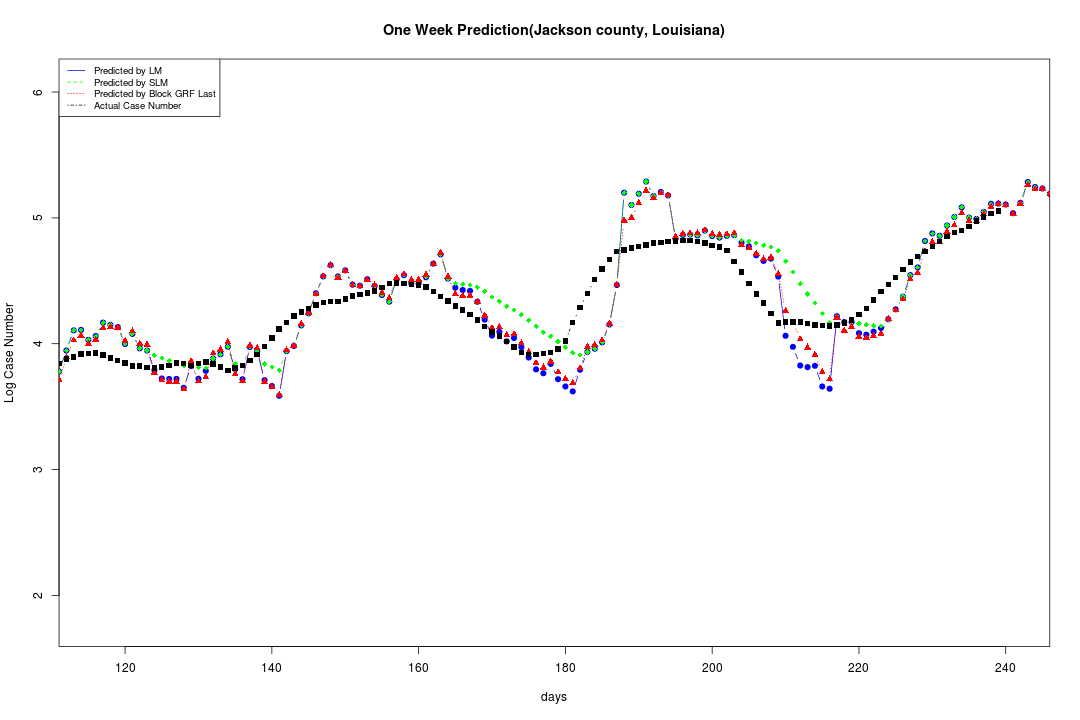 One Week Prediction(Jackson county, Louisiana)
Predicted by LM
Predicted by SLM
Predicted by Block GRF Last
Actual Case Number
6
5
4
3
2
Log Case Number
120 140 160 180 200 220 240
days